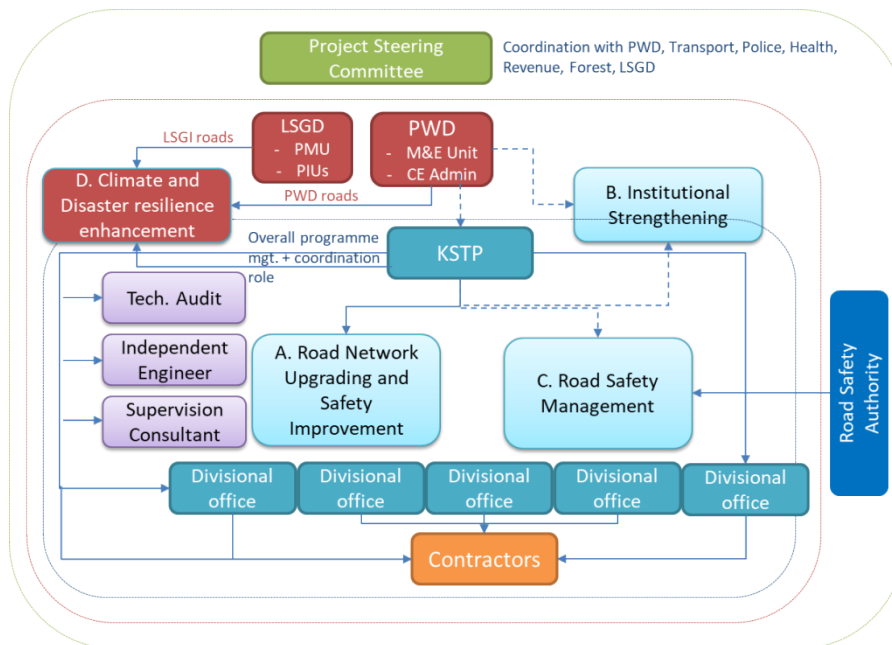 Project Steering
Committee
Coordination with PWD, Transport, Police, Health,
Revenue, Forest, LSGD
LSGI roads
LSGD
- PMU
- PIUs
PWD
- M&E Unit
- CE Admin
D. Climate and
Disaster resilience
enhancement
PWD roads
B. Institutional
Strengthening
Overall programme
mgt. + coordination
role
KSTP
Tech. Audit
Independent
Engineer
Supervision
Consultant
A. Road Network
Upgrading and
Safety
Improvement
C. Road Safety
Management
Road Safety
Authority
Divisional
office
Divisional
office
Divisional
office
Divisional
office
Divisional
office
Contractors